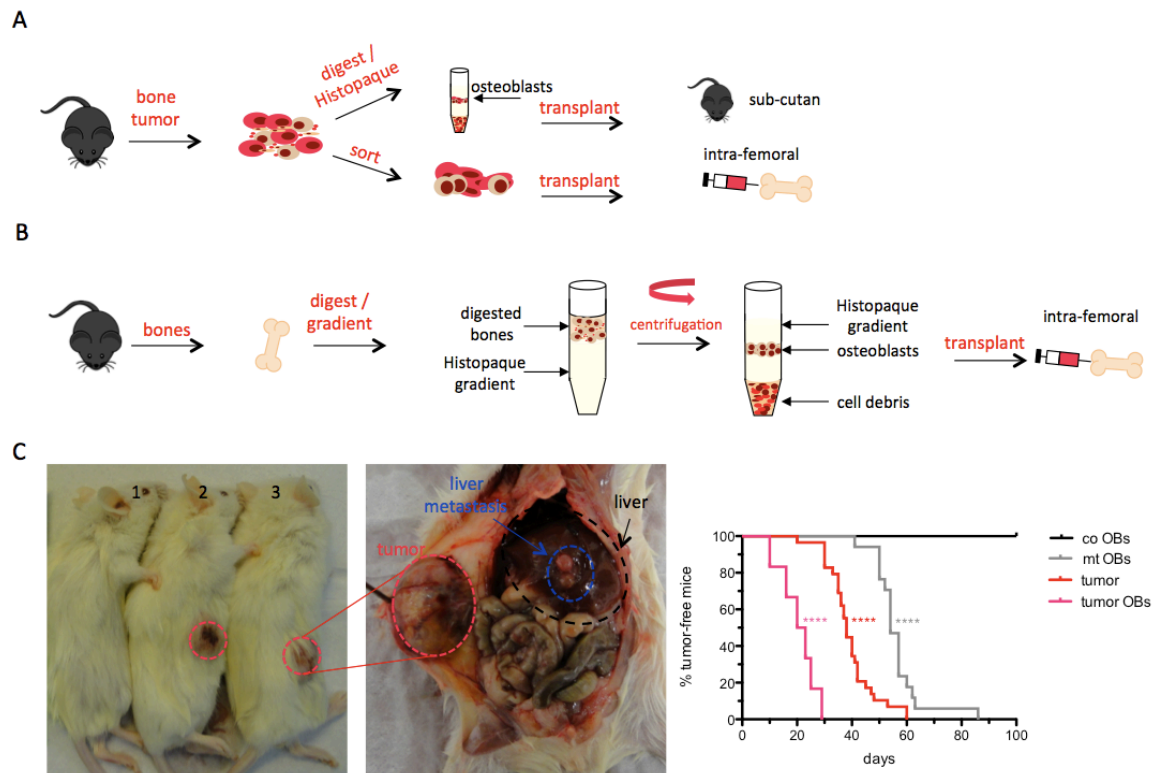 A
bone
tumor
digest /
Histopaque
sort
osteoblasts
transplant
sub-cutan
transplant
intra-femoral
B
bones
digest /
gradient
digested
bones
Histopaque
gradient
centrifugation
Histopaque
gradient
osteoblasts
cell debris
transplant
intra-femoral
C
1 2 3
tumor
liver
metastasis
liver
% tumor-free mice
100
80
60
40
20
0
**** **** ****
0 20 40 60 80 100
days
co OBs
mt OBs
tumor
tumor OBs